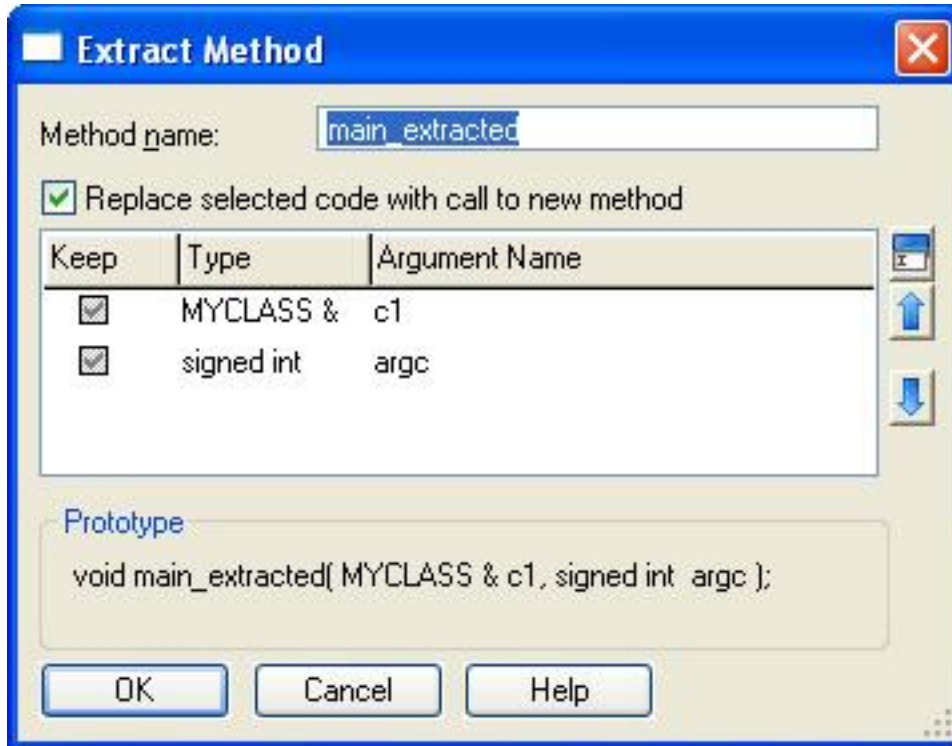 Extract Method
Method name: main_extracted
Replace selected code with call to new method
Keep Type Argument Name
MYCLASS & c1
signed int argc
Prototype
void main_extracted( MYCLASS & c1, signed int argc );
OK Cancel Help